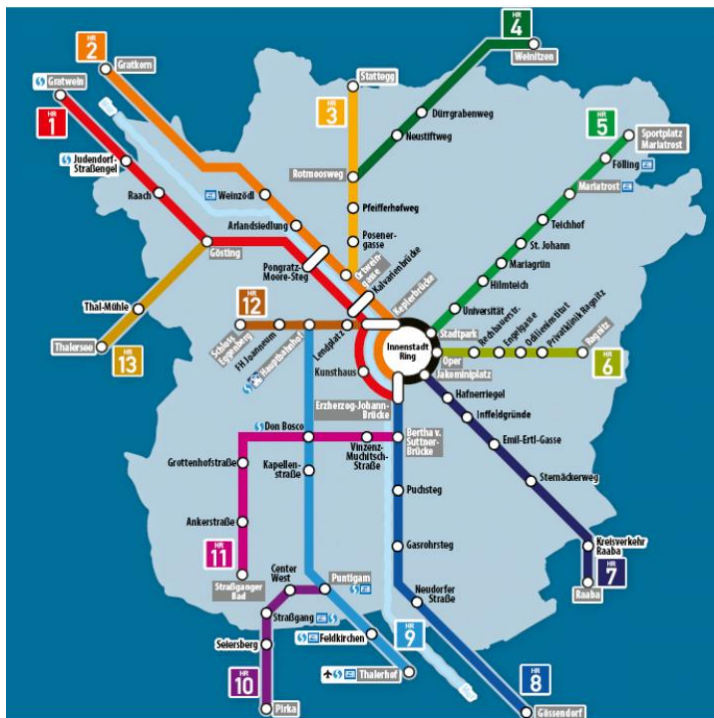 HR
4
Weinitzen
HR
2
Gratkorn
Gratwein
Stattegg
HR
3
Dürrgrabenweg
HR
1
Neustiftweg
HR
5
Sportplatz
Mariatrost
Fölling
Judendorf-
Straßengel
Rotmoosweg
Mariatrost
Raach
Weinzödl
Pfeifferhofweg
Teichhof
Arlandsiedlung
Posener-
gasse
St. Johann
Gösting
Mariagrün
Pongratz-
Moore-Steg
Ortwein-
gasse
Kalvarienbrücke
Hilmteich
Thal-Mühle
HR
12
Keplerbrücke
Universität
Thalersee
HR
13
Schloss
Eggenberg
FH Joanneum
Hauptbahnhof
Lendplatz
Innenstadt
Ring
Stadtpark
Oper
Rechbauerstr.
Engelgasse
Odilieninstitut
Privatklinik Ragnitz
Ragnitz
HR
6
Kunsthaus
Jakominiplatz
Erzherzog-Johann-
Brücke
Hafnerriegel
Inffeldgründe
Don Bosco
Bertha v.
Suttner-
Brücke
Emil-Ertl-Gasse
Vinzenz-
Muchitsch-
Straße
Grottenhofstraße
Kapellen-
straße
Sternäckerweg
Puchsteg
Ankerstraße
Gasrohrsteg
Kreisverkehr
Raaba
HR
11
HR
7
Straßganger
Bad
Center
West
Puntigam
Raaba
Neudorfer
Straße
Straßgang
Feldkirchen
HR
9
Seiersberg
Thalerhof
HR
10
HR
8
Pirka
Gössendorf